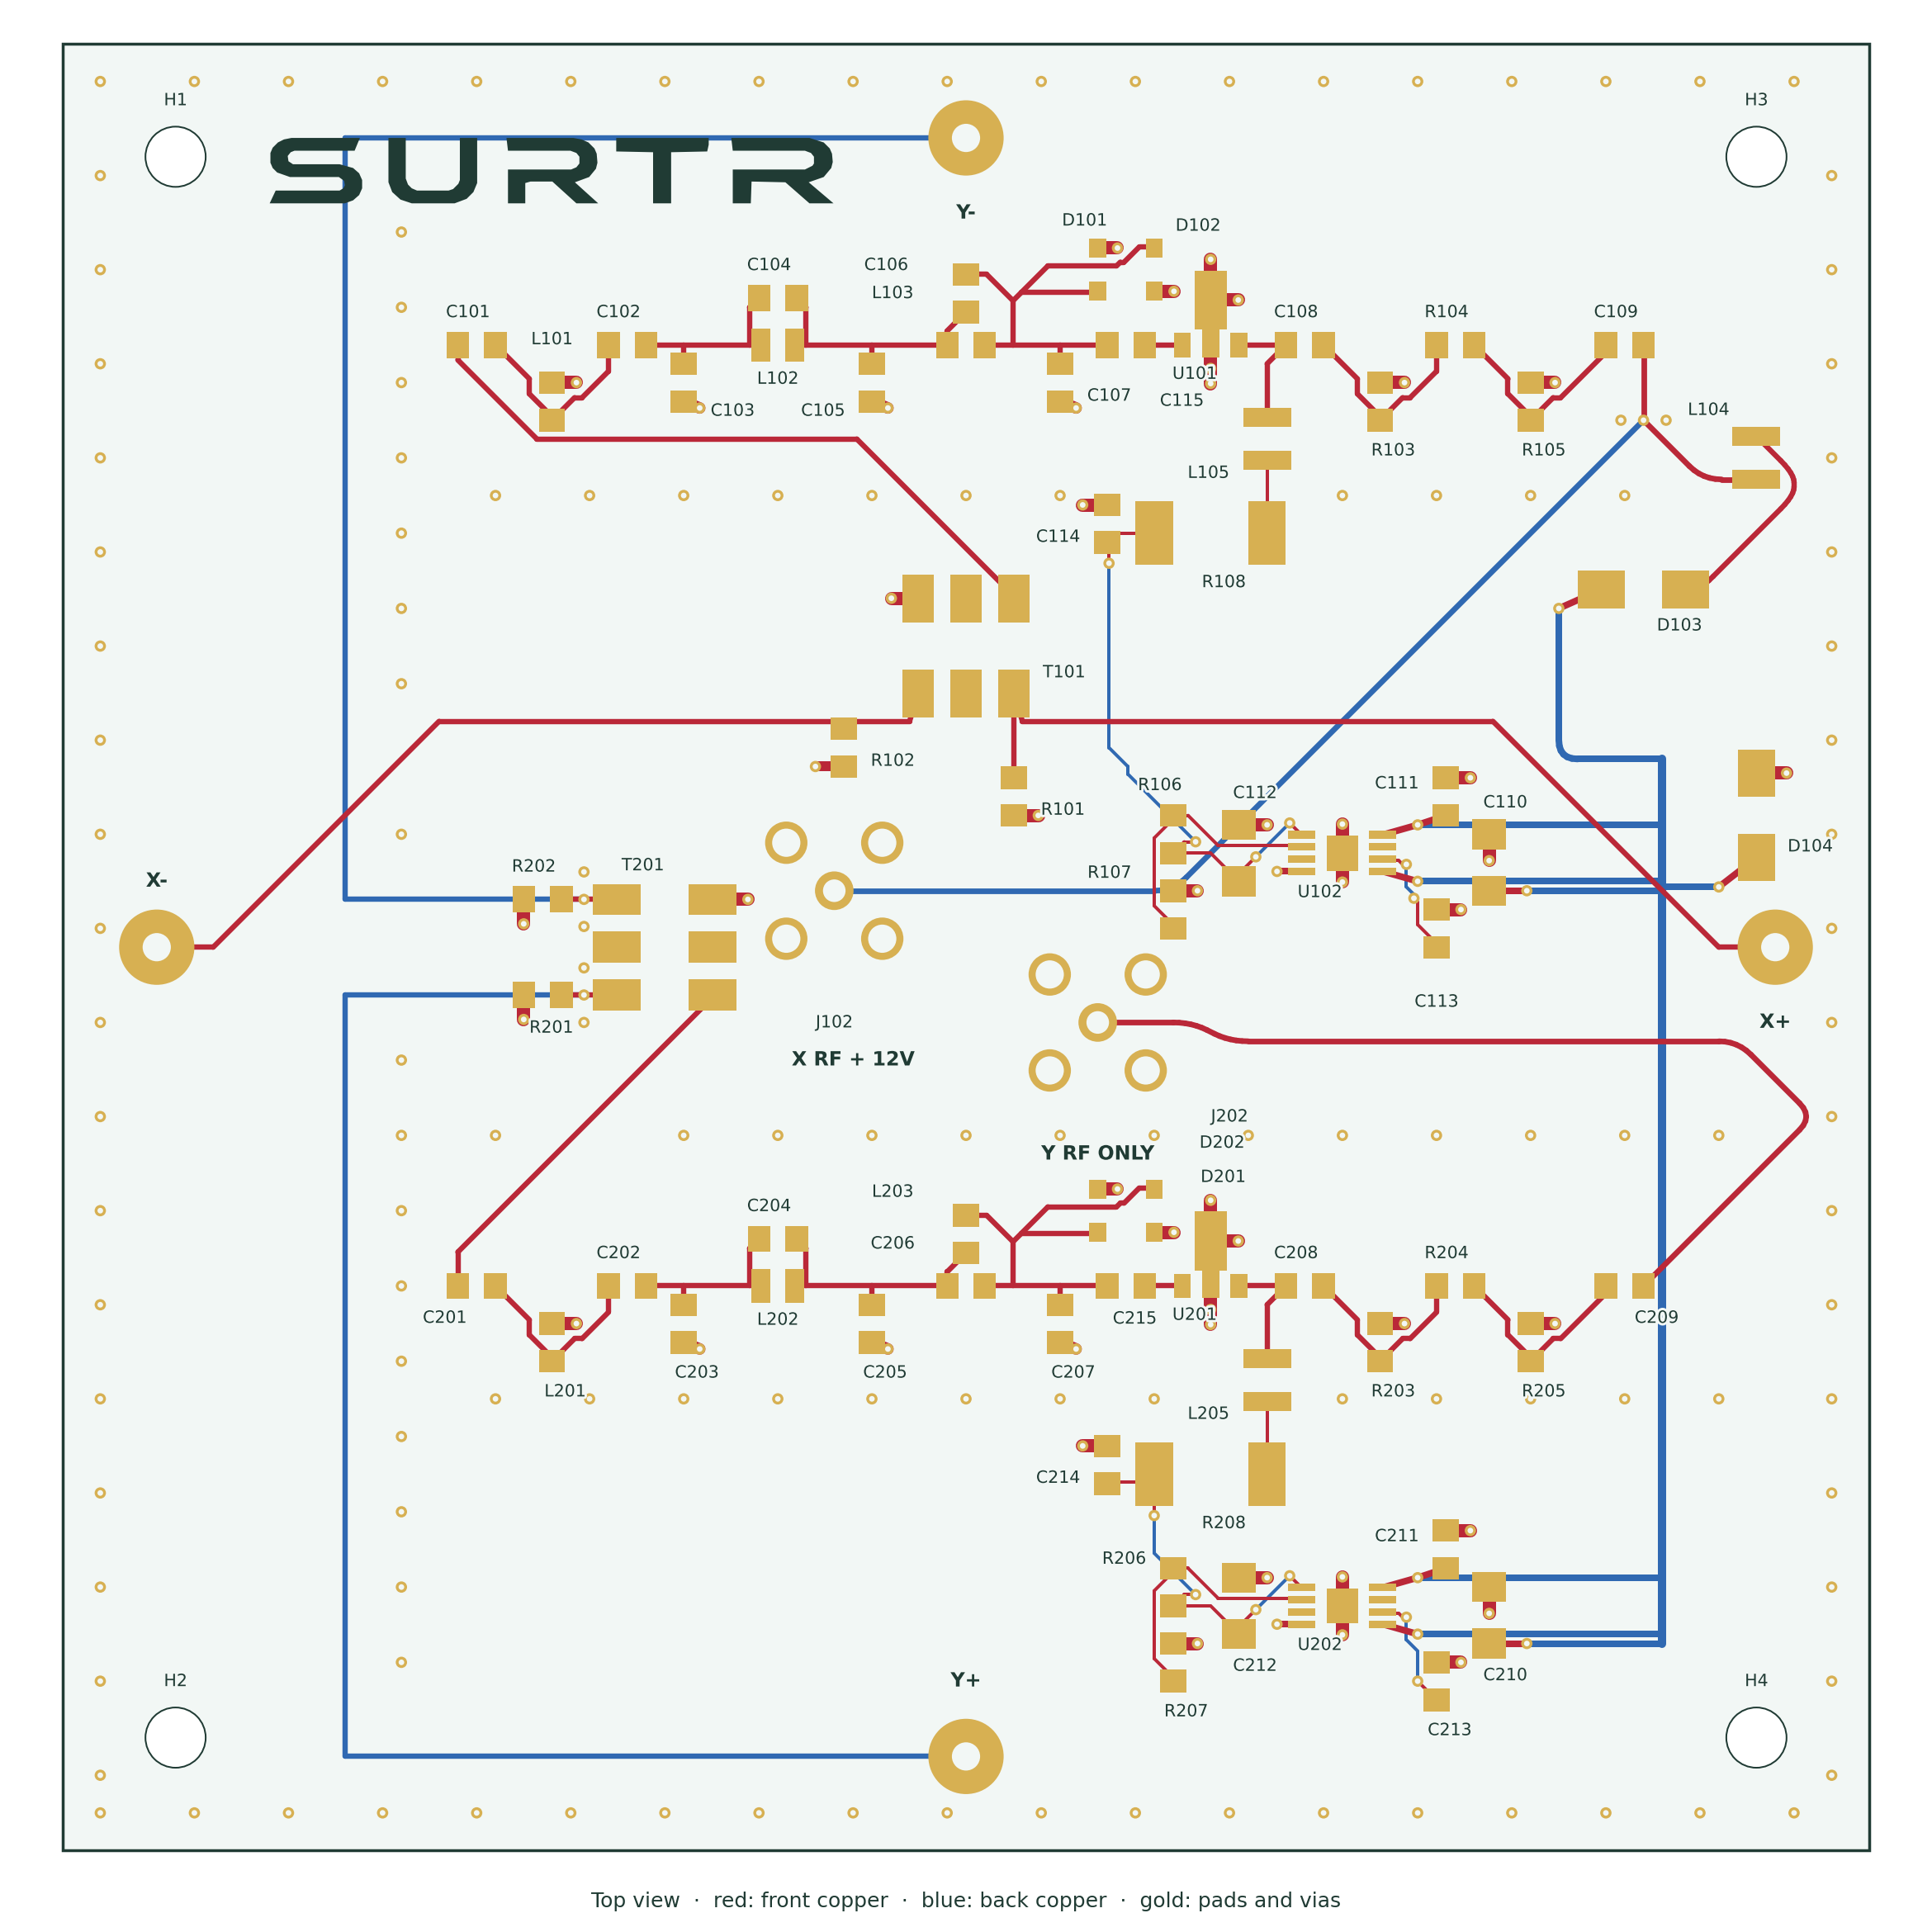 H1
H3
SURTR
Y-
D101
D102
C104
C106
L103
C101
C102
L101
C108
R104
C109
L102
U101
C103
C105
C107
C115
L104
R103
R105
L105
C114
R108
D103
T101
R102
R106
C112
C111
C110
R101
D104
R202
T201
X-
R107
U102
C113
R201
J102
X+
X RF + 12V
J202
D202
Y RF ONLY
D201
L203
C204
C206
C202
C208
R204
C201
L202
C215
U201
C209
C203
C205
C207
L201
R203
R205
L205
C214
R208
C211
R206
U202
C212
C210
H2
Y+
H4
R207
C213
Top view · red: front copper · blue: back copper · gold: pads and vias